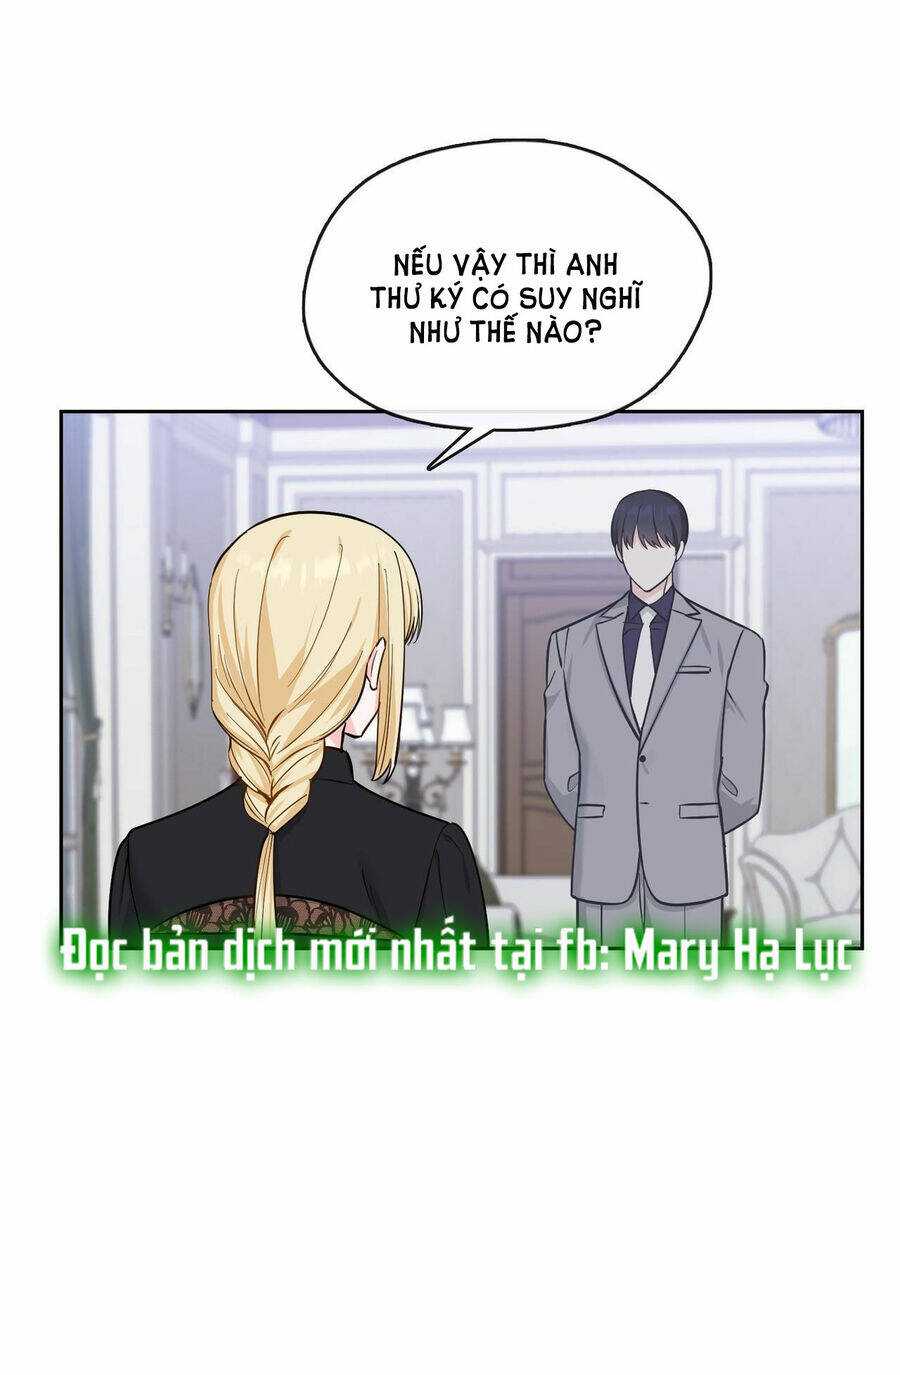 NẾU VẬY THÌ ANH
THƯ KÝ CÓ SUY NGHĨ
NHƯ THẾ NÀO?
Đọc bản dịch mới nhất tại fb: Mary Hạ Lục